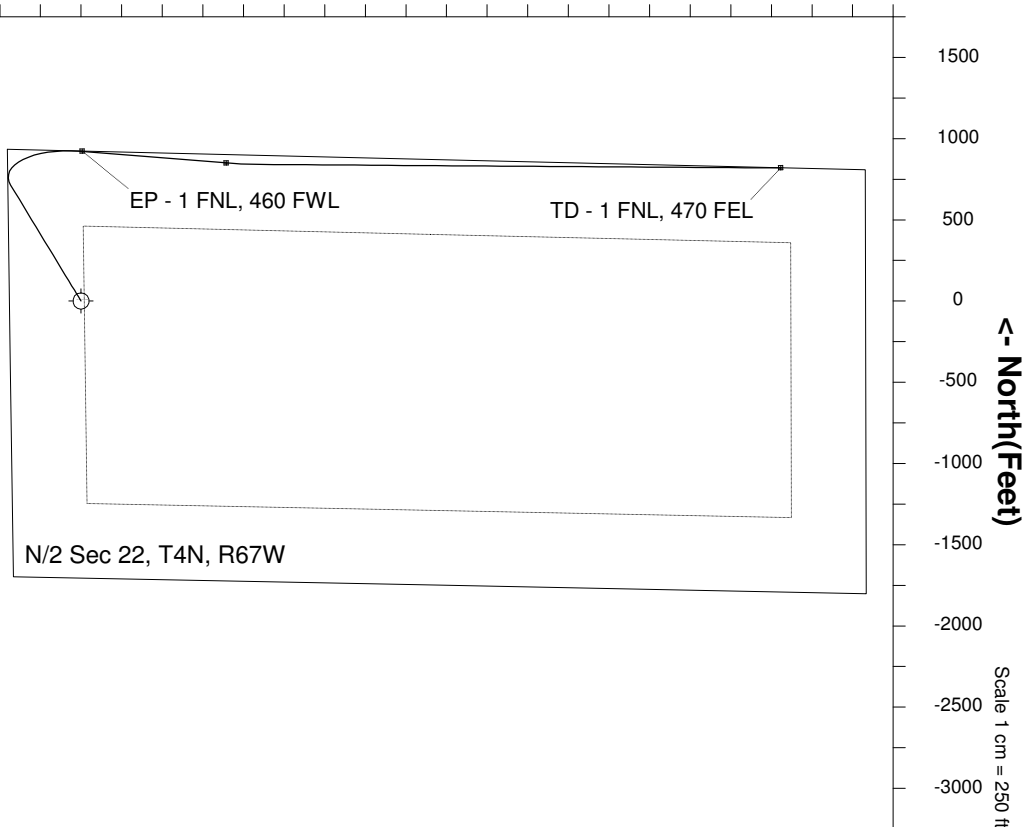 1500
1000
500
0
-500
-1000
-1500
-2000
-2500
-3000
<- North(Feet)
Scale 1 cm = 250 ft
EP - 1 FNL, 460 FWL
TD - 1 FNL, 470 FEL
N/2 Sec 22, T4N, R67W